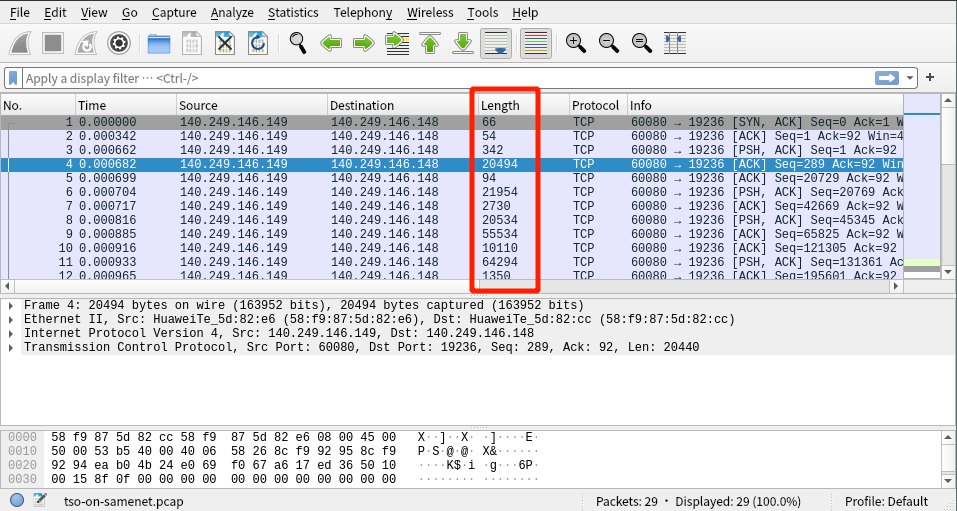 File Edit View Go Capture Analyze Statistics Telephony Wireless Tools Help
Apply a display filter ··· <Ctrl-/>
No. Time Source Destination Length Protocol Info
1 0.000000 140.249.146.149 140.249.146.148 66 TCP 60080 → 19236 [SYN, ACK] Seq=0 Ack=1 W
2 0.000342 140.249.146.149 140.249.146.148 54 TCP 60080 → 19236 [ACK] Seq=1 Ack=92 Win=4
3 0.000662 140.249.146.149 140.249.146.148 342 TCP 60080 → 19236 [PSH, ACK] Seq=1 Ack=92
4 0.000682 140.249.146.149 140.249.146.148 20494 TCP 60080 → 19236 [ACK] Seq=289 Ack=92 Win
5 0.000699 140.249.146.149 140.249.146.148 94 TCP 60080 → 19236 [ACK] Seq=20729 Ack=92 W
6 0.000704 140.249.146.149 140.249.146.148 21954 TCP 60080 → 19236 [PSH, ACK] Seq=20769 Ack
7 0.000717 140.249.146.149 140.249.146.148 2730 TCP 60080 → 19236 [ACK] Seq=42669 Ack=92 W
8 0.000816 140.249.146.149 140.249.146.148 20534 TCP 60080 → 19236 [PSH, ACK] Seq=45345 Ack
9 0.000885 140.249.146.149 140.249.146.148 55534 TCP 60080 → 19236 [ACK] Seq=65825 Ack=92 W
10 0.000916 140.249.146.149 140.249.146.148 10110 TCP 60080 → 19236 [ACK] Seq=121305 Ack=92
11 0.000933 140.249.146.149 140.249.146.148 64294 TCP 60080 → 19236 [PSH, ACK] Seq=131361 Ac
12 0.000965 140.249.146.149 140.249.146.148 1350 TCP 60080 → 19236 [ACK] Seq=195601 Ack=92
Frame 4: 20494 bytes on wire (163952 bits), 20494 bytes captured (163952 bits)
Ethernet II, Src: HuaweiTe_5d:82:e6 (58:f9:87:5d:82:e6), Dst: HuaweiTe_5d:82:cc (58:f9:87:5d:82:cc)
Internet Protocol Version 4, Src: 140.249.146.149, Dst: 140.249.146.148
Transmission Control Protocol, Src Port: 60080, Dst Port: 19236, Seq: 289, Ack: 92, Len: 20440
0000 58 f9 87 5d 82 cc 58 f9 87 5d 82 e6 08 00 45 00 X··]··X· ·]····E·
0010 50 00 53 b5 40 00 40 06 58 26 8c f9 92 95 8c f9 P·S·@·@· X&······
0020 92 94 ea b0 4b 24 e0 69 f0 67 a6 17 ed 36 50 10 ····K$·i ·g···6P·
0030 00 15 8f 0f 00 00 00 00 00 00 00 00 00 00 00 00 ········ ········
tso-on-samenet.pcap Packets: 29 · Displayed: 29 (100.0%) Profile: Default